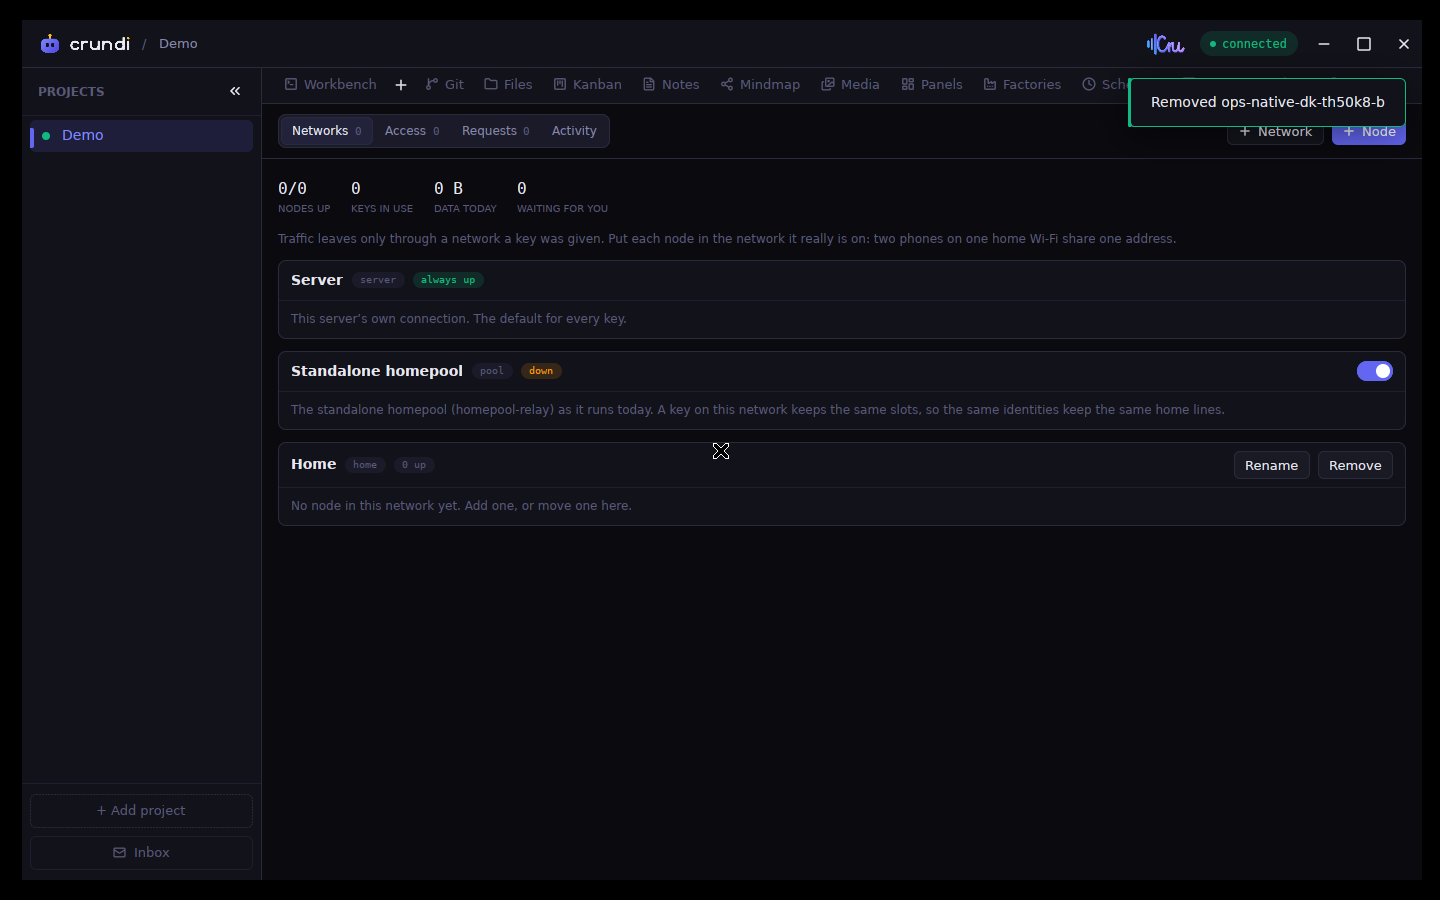 crundi / Demo
Cru
connected
PROJECTS
Workbench
Git
Files
Kanban
Notes
Mindmap
Media
Panels
Factories
Removed ops-native-dk-th50k8-b
Demo
Networks 0
Access 0
Requests 0
Activity
+ Network
+ Node
0/0
0
0 B
0
NODES UP
KEYS IN USE
DATA TODAY
WAITING FOR YOU
Traffic leaves only through a network a key was given. Put each node in the network it really is on: two phones on one home Wi-Fi share one address.
Server server always up
This server’s own connection. The default for every key.
Standalone homepool pool down
The standalone homepool (homepool-relay) as it runs today. A key on this network keeps the same slots, so the same identities keep the same home lines.
Home home 0 up
Rename
Remove
No node in this network yet. Add one, or move one here.
+ Add project
Inbox